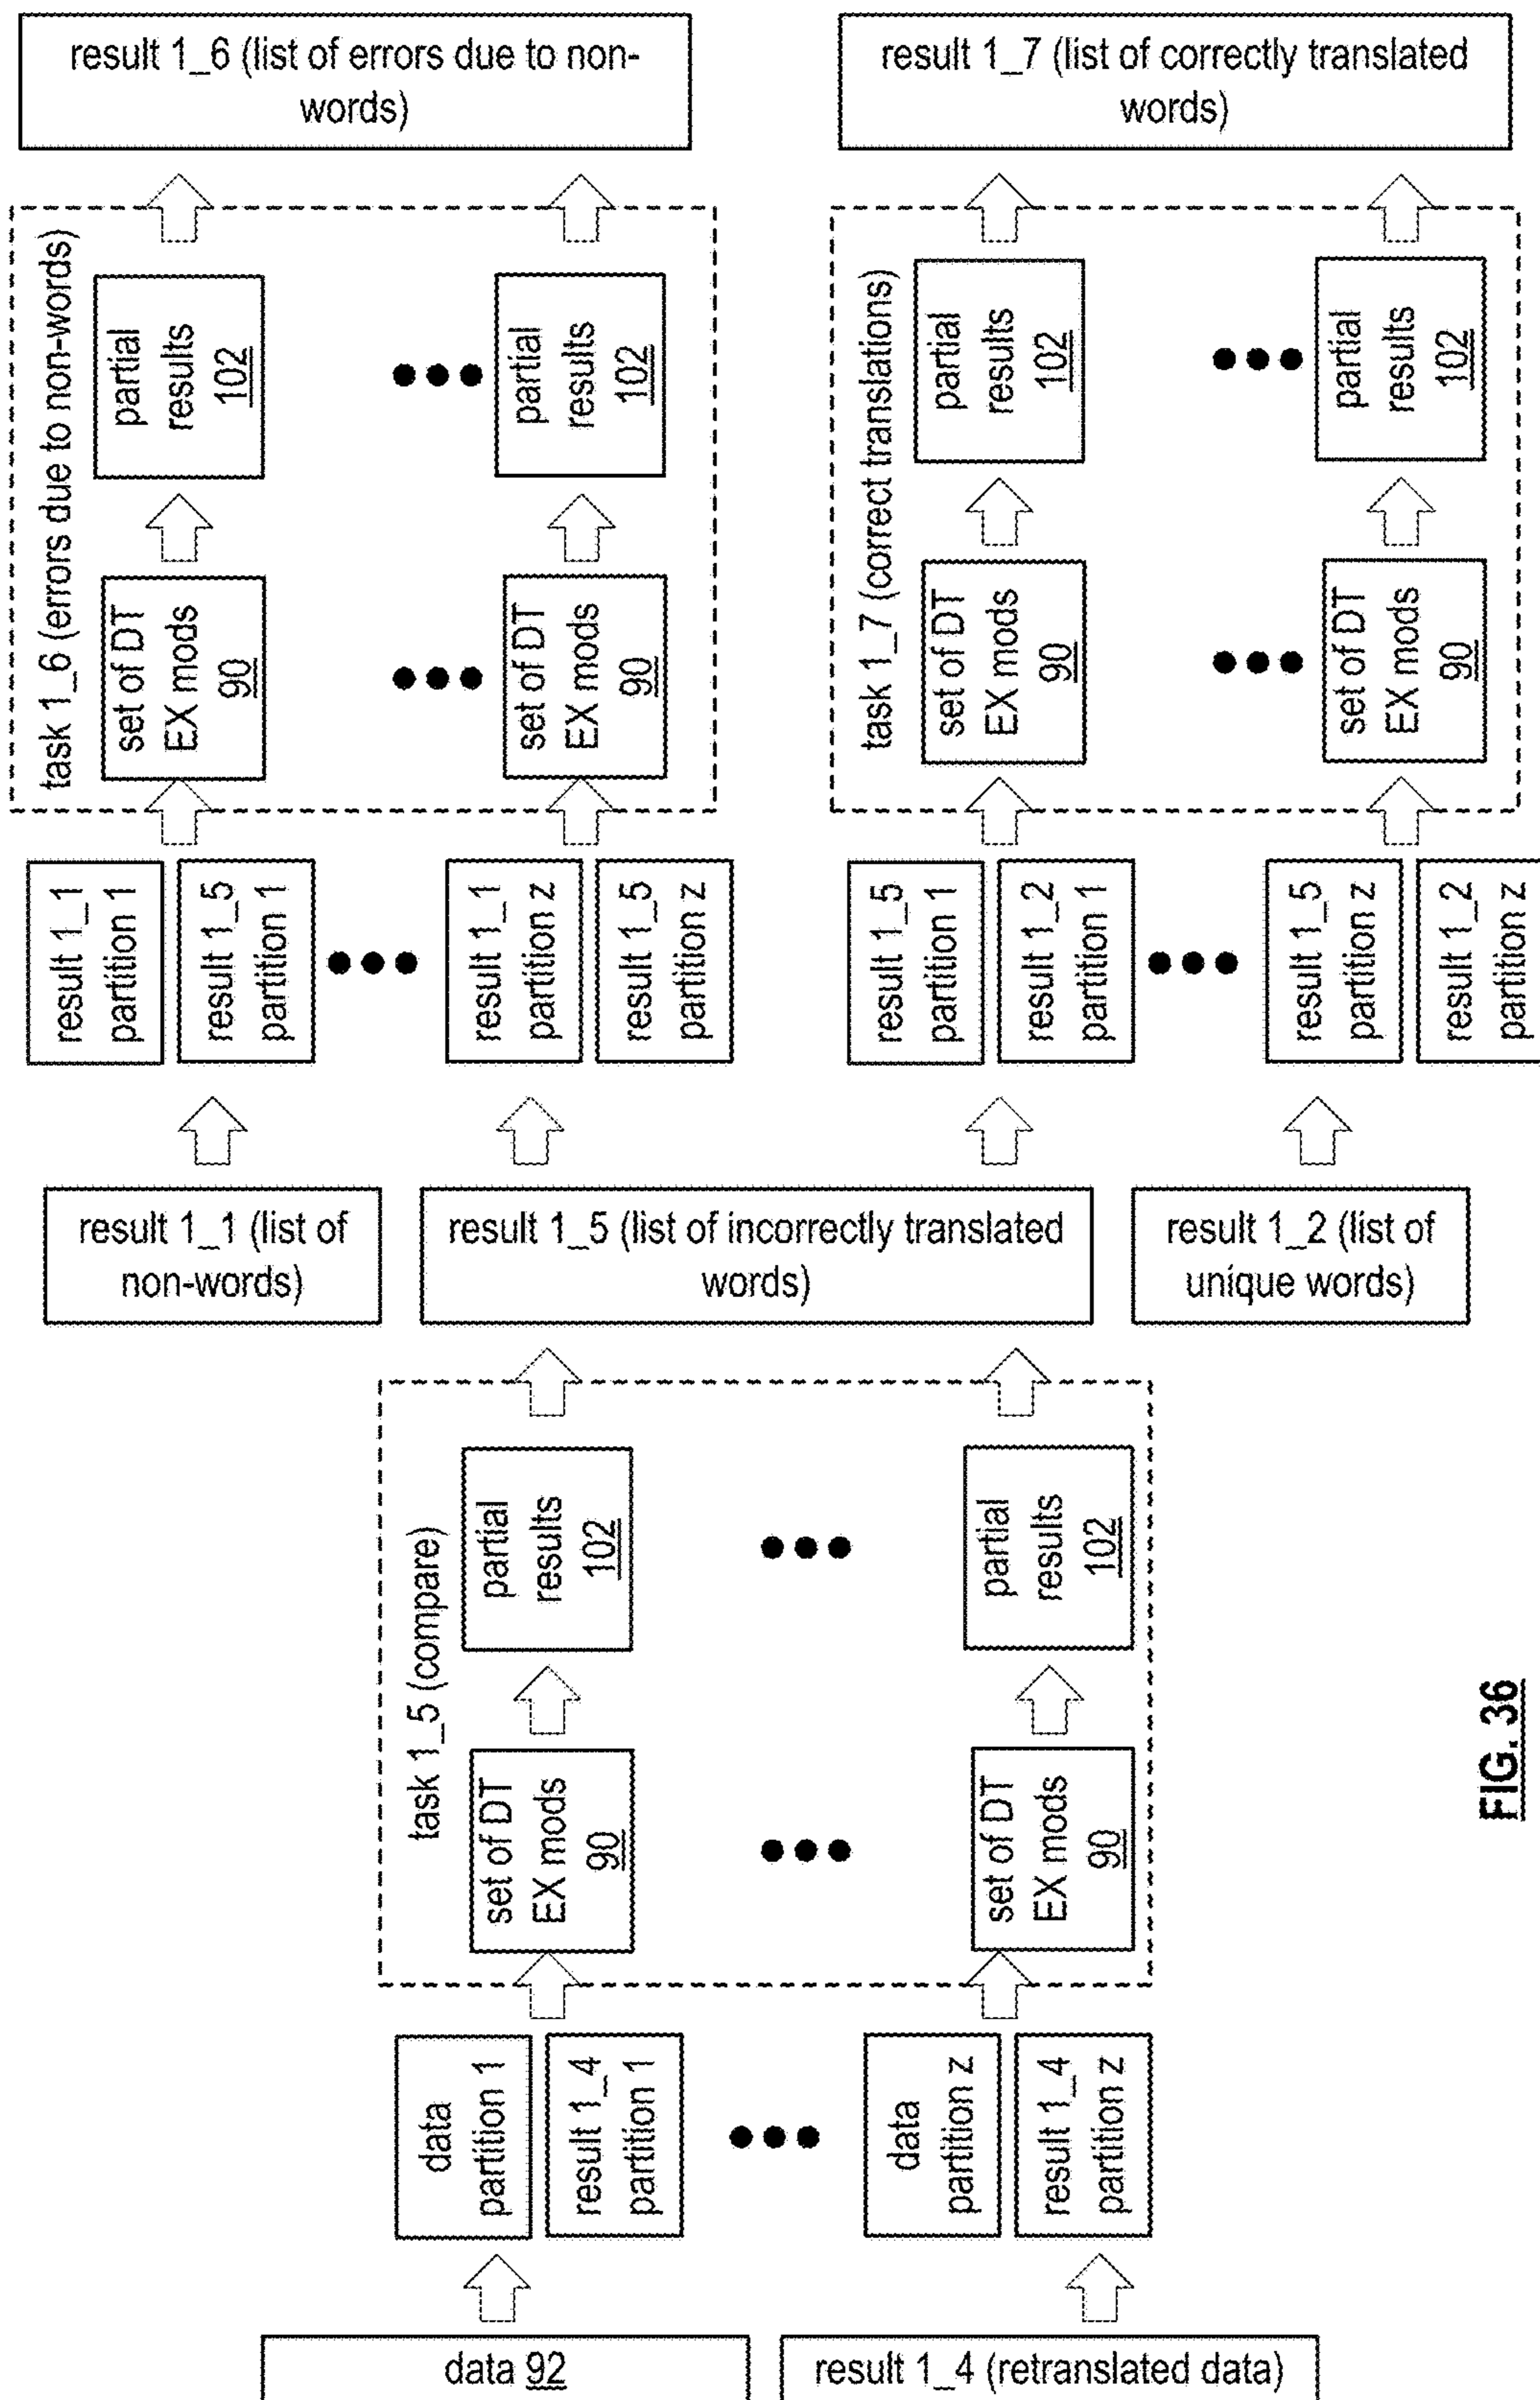 result 1_6 (list of errors due to non-
words)
result 1_7 (list of correctly translated
words)
task 1_6 (errors due to non-words)
set of DT
EX mods
90
partial
results
102
set of DT
EX mods
90
partial
results
102
task 1_7 (correct translations)
set of DT
EX mods
90
partial
results
102
set of DT
EX mods
90
partial
results
102
result 1_1
partition 1
result 1_5
partition 1
result 1_1
partition z
result 1_5
partition z
result 1_5
partition 1
result 1_2
partition 1
result 1_5
partition z
result 1_2
partition z
result 1_1 (list of
non-words)
result 1_5 (list of incorrectly translated
words)
result 1_2 (list of
unique words)
task 1_5 (compare)
set of DT
EX mods
90
partial
results
102
set of DT
EX mods
90
partial
results
102
data
partition 1
result 1_4
partition 1
data
partition z
result 1_4
partition z
data 92
result 1_4 (retranslated data)
FIG. 36